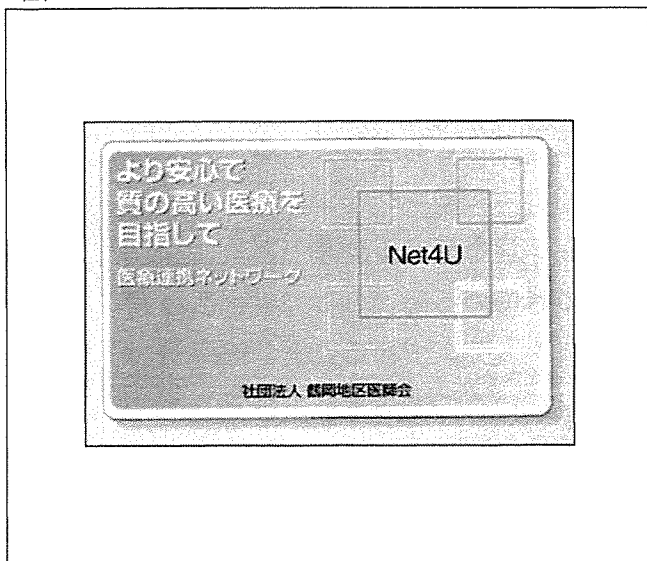 より安心で
質の高い医療を
目指して
医療連携ネットワーク
Net4U
社団法人 鶴岡地区医師会